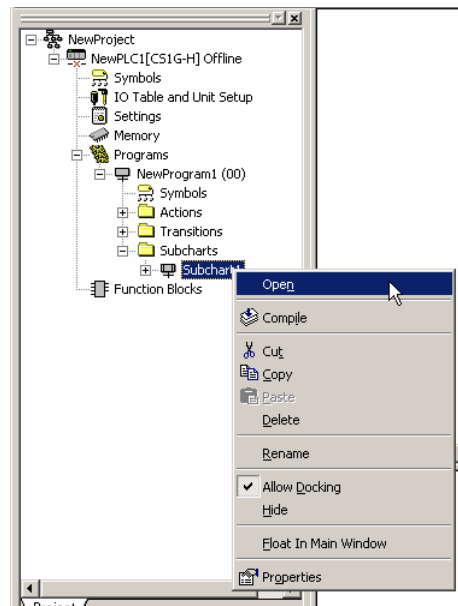 NewProject
NewPLC1[CS1G-H] Offline
Symbols
IO Table and Unit Setup
Settings
Memory
Programs
NewProgram1 (00)
Symbols
Actions
Transitions
Subcharts
Subchart
Function Blocks
Open
Compile
Cut
Copy
Paste
Delete
Rename
Allow Docking
Hide
Float In Main Window
Properties
Project